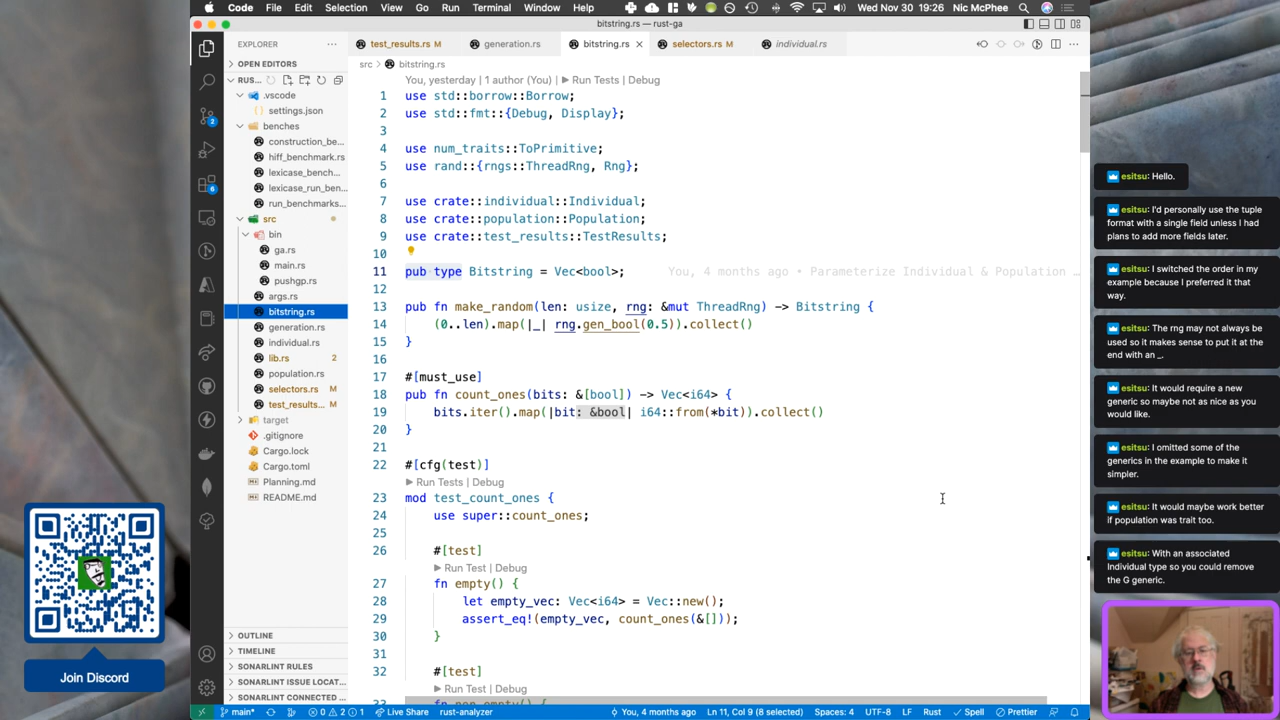 Code File Edit Selection View Go Run Terminal Window Help Wed Nov 30 19:26 Nic McPhee
bitstring.rs — rust-ga
EXPLORER
test_results.rs M generation.rs bitstring.rs × selectors.rs M individual.rs
src > bitstring.rs
OPEN EDITORS
RUS...
.vscode
settings.json
benches
construction_be...
hiff_benchmark.rs
lexicase_bench...
lexicase_run_ben...
run_benchmarks...
src
bin
ga.rs
main.rs
pushgp.rs
args.rs
bitstring.rs
generation.rs
individual.rs
lib.rs 2
population.rs
selectors.rs M
test_results... M
target
.gitignore
Cargo.lock
Cargo.toml
Planning.md
README.md
OUTLINE
TIMELINE
SONARLINT RULES
SONARLINT ISSUE LOCAT...
SONARLINT CONNECTED ...
2
6
You, yesterday | 1 author (You) | Run Tests | Debug
1 use std::borrow::Borrow;
2 use std::fmt::{Debug, Display};
3
4 use num_traits::ToPrimitive;
5 use rand::{rngs::ThreadRng, Rng};
6
7 use crate::individual::Individual;
8 use crate::population::Population;
9 use crate::test_results::TestResults;
10
11 pub type Bitstring = Vec<bool>; You, 4 months ago • Parameterize Individual & Population …
12
13 pub fn make_random(len: usize, rng: &mut ThreadRng) -> Bitstring {
14 (0..len).map(|_| rng.gen_bool(0.5)).collect()
15 }
16
17 #[must_use]
18 pub fn count_ones(bits: &[bool]) -> Vec<i64> {
19 bits.iter().map(|bit: &bool| i64::from(*bit)).collect()
20 }
21
22 #[cfg(test)]
Run Tests | Debug
23 mod test_count_ones {
24 use super::count_ones;
25
26 #[test]
Run Test | Debug
27 fn empty() {
28 let empty_vec: Vec<i64> = Vec::new();
29 assert_eq!(empty_vec, count_ones(&[]));
30 }
31
32 #[test]
Run Test | Debug
main* 0 2 1 Live Share rust-analyzer You, 4 months ago Ln 11, Col 9 (8 selected) Spaces: 4 UTF-8 LF Rust Spell Prettier
esitsu: Hello.
esitsu: I'd personally use the tuple
format with a single field unless I had
plans to add more fields later.
esitsu: I switched the order in my
example because I preferred it that
way.
esitsu: The rng may not always be
used so it makes sense to put it at the
end with an _.
esitsu: It would require a new
generic so maybe not as nice as you
would like.
esitsu: I omitted some of the
generics in the example to make it
simpler.
esitsu: It would maybe work better
if population was trait too.
esitsu: With an associated
Individual type so you could remove
the G generic.
Join Discord